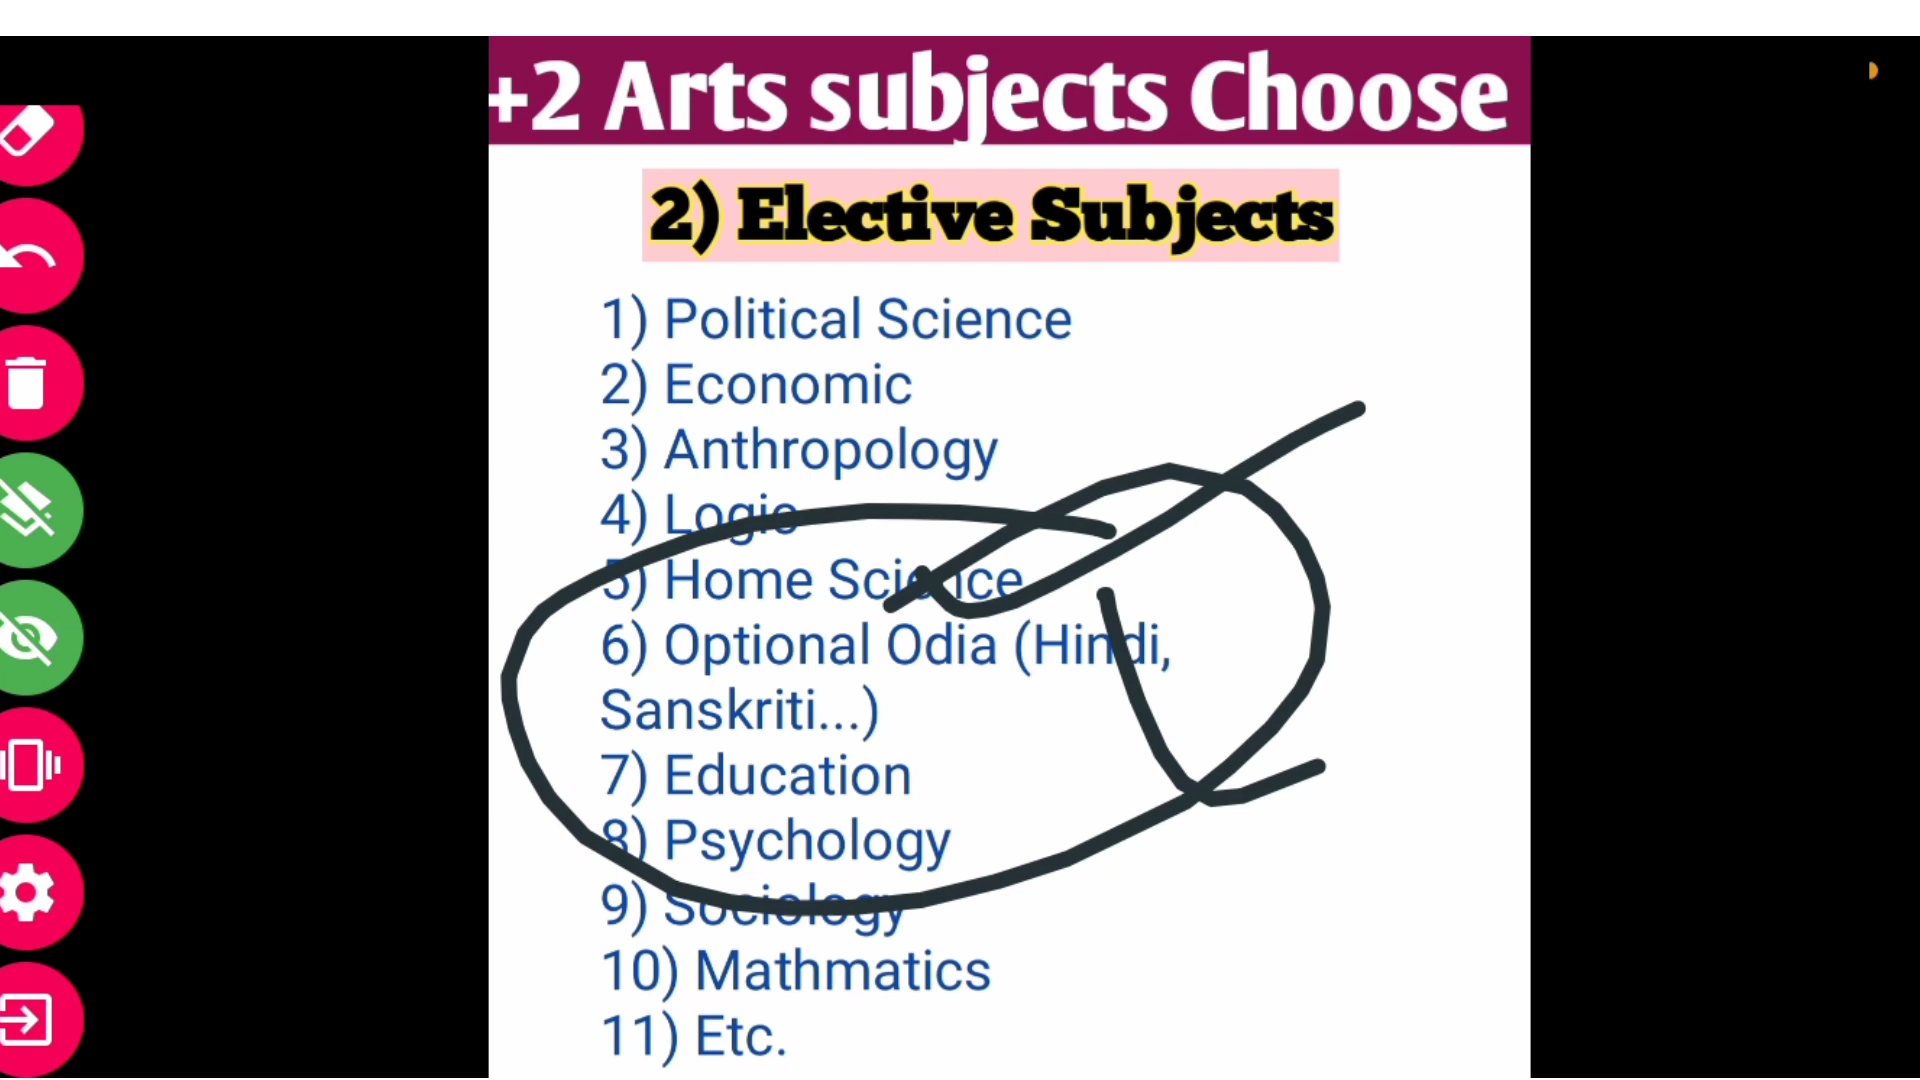 +2 Arts subjects Choose
2) Elective Subjects
1) Political Science
2) Economic
3) Anthropology
4) Logic
5) Home Science
6) Optional Odia (Hindi,
Sanskriti...)
7) Education
8) Psychology
9) Sociology
10) Mathmatics
11) Etc.